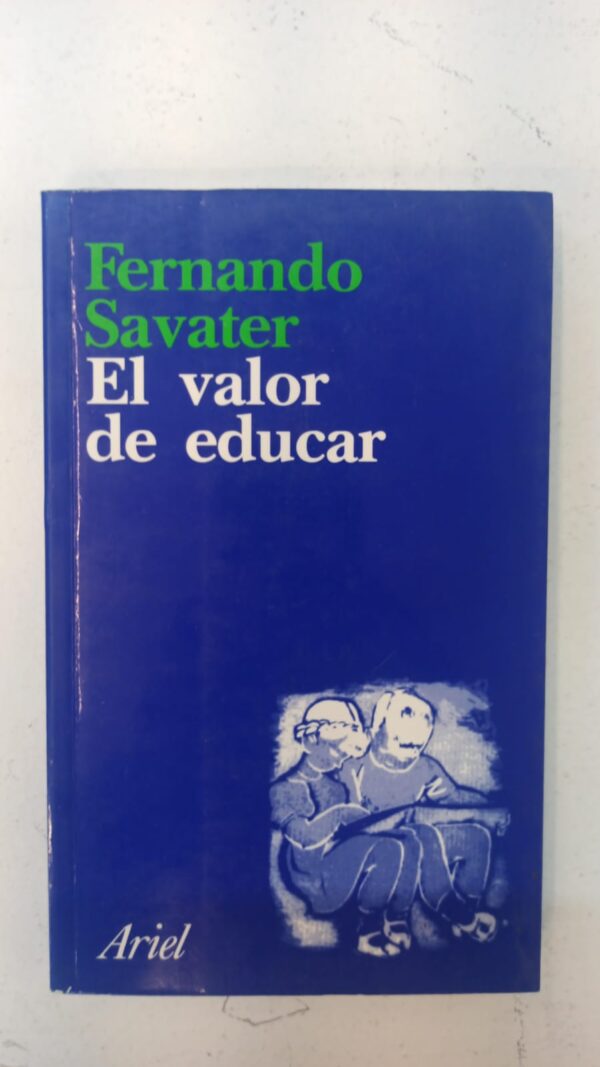 Fernando
Savater
El valor
de educar
Ariel